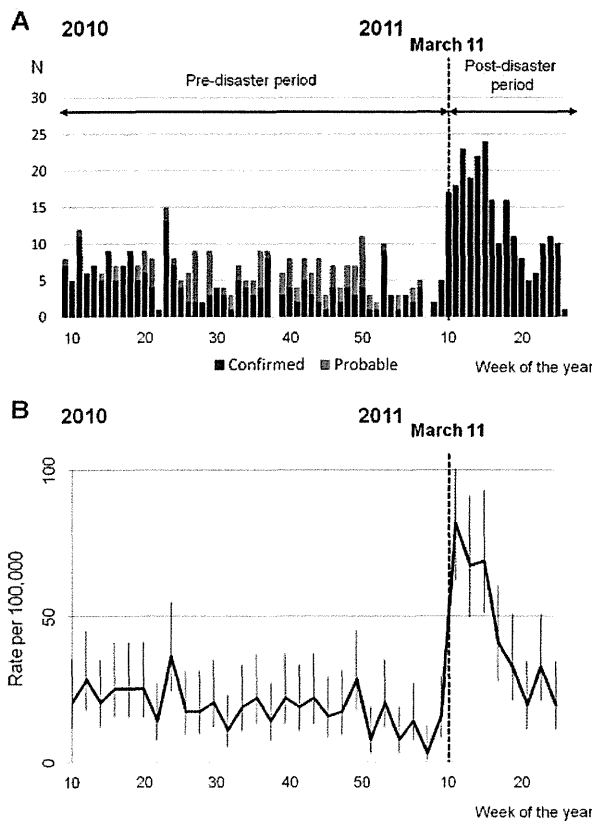 A 2010 2011
March 11
N Pre-disaster period Post-disaster period
30
25
20
15
10
5
0
10 20 30 40 50 10 20
■ Confirmed ■ Probable Week of the year
B 2010 2011
March 11
Rate per 100,000
100
50
0
10 20 30 40 50 10 20
Week of the year